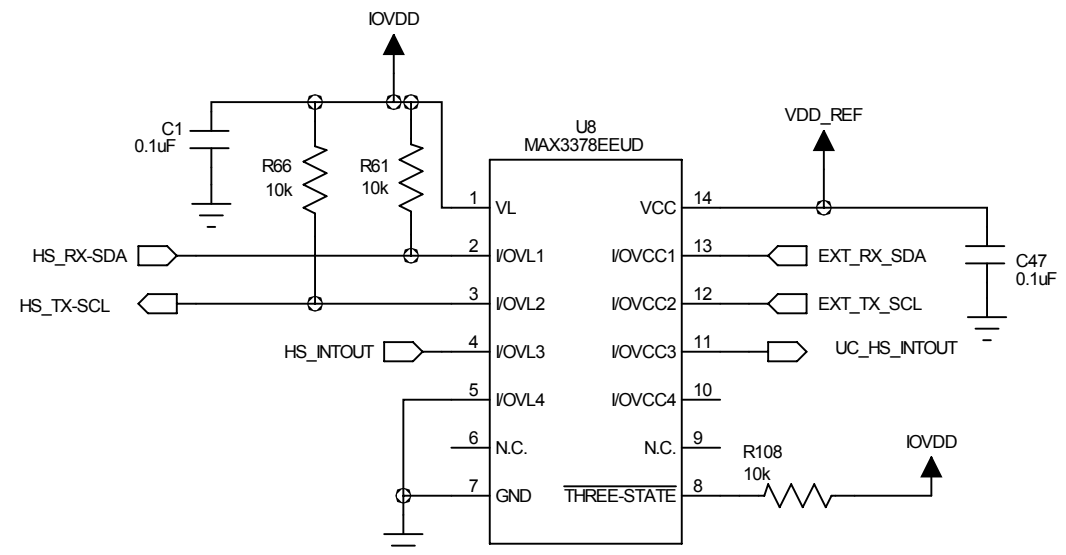 IOVDD
C1
0.1uF
R66
10k
R61
10k
U8
MAX3378EEUD
VDD_REF
C47
0.1uF
1 VL
VCC 14
HS_RX-SDA
2 I/OVL1
I/OVCC1 13
EXT_RX_SDA
HS_TX-SCL
3 I/OVL2
I/OVCC2 12
EXT_TX_SCL
HS_INTOUT
4 I/OVL3
I/OVCC3 11
UC_HS_INTOUT
5 I/OVL4
I/OVCC4 10
6 N.C.
N.C. 9
7 GND
THREE-STATE 8
R108
10k
IOVDD